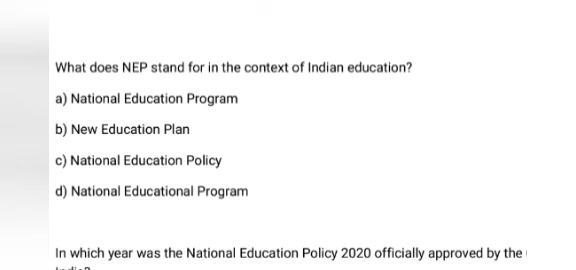 What does NEP stand for in the context of Indian education?
a) National Education Program
b) New Education Plan
c) National Education Policy
d) National Educational Program
In which year was the National Education Policy 2020 officially approved by the